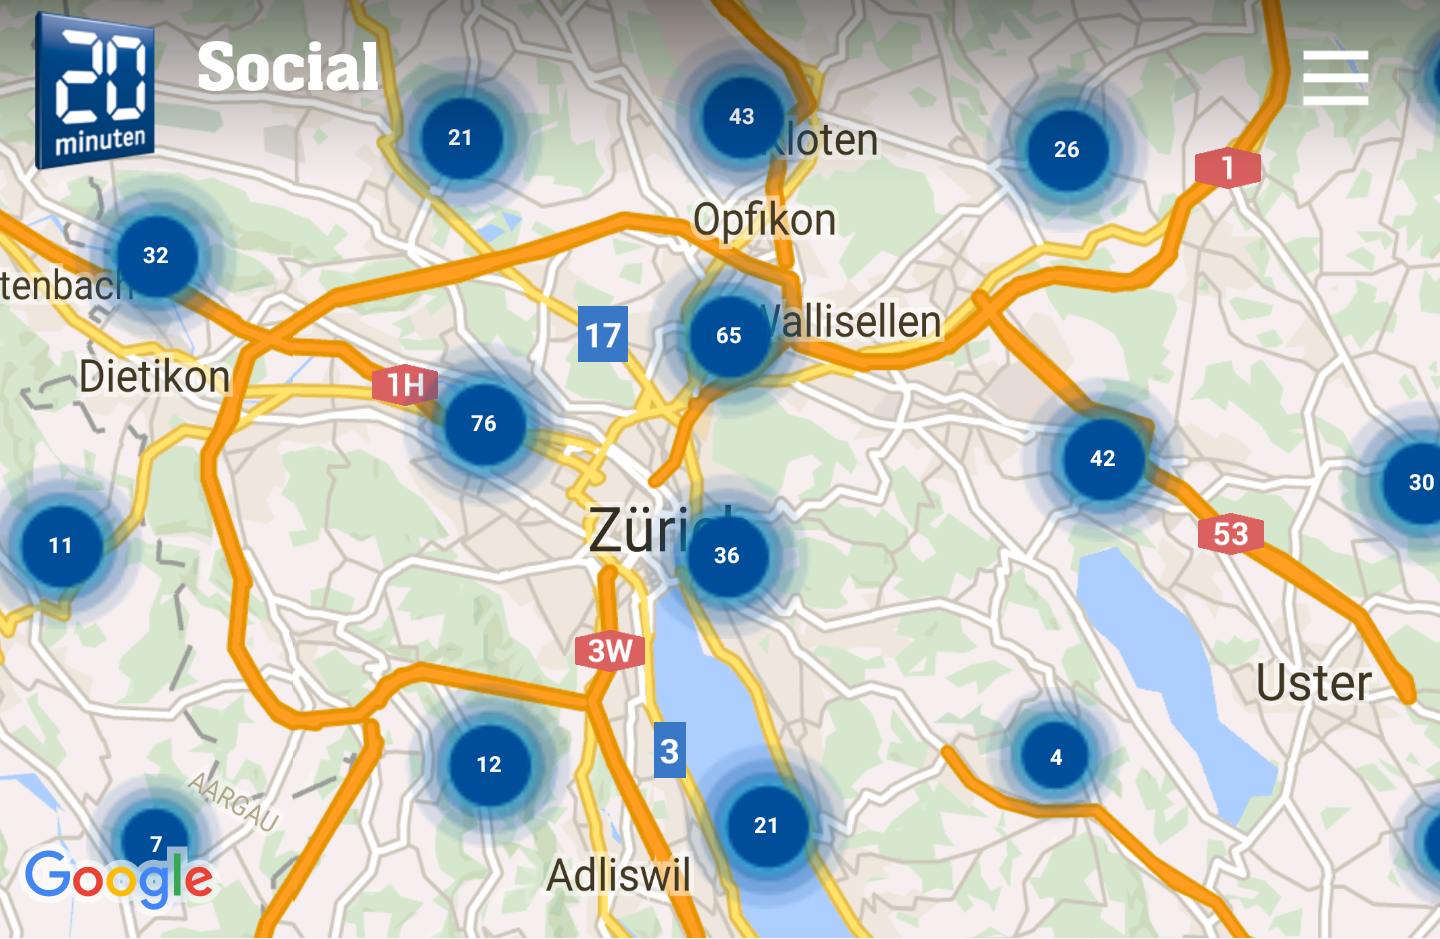 20
minuten
Social
21
43
Kloten
26
1
Opfikon
32
tenbach
17
65
Wallisellen
Dietikon
1H
76
42
30
11
Zürich
36
53
3W
Uster
12
3
4
AARGAU
7
21
Google
Adliswil